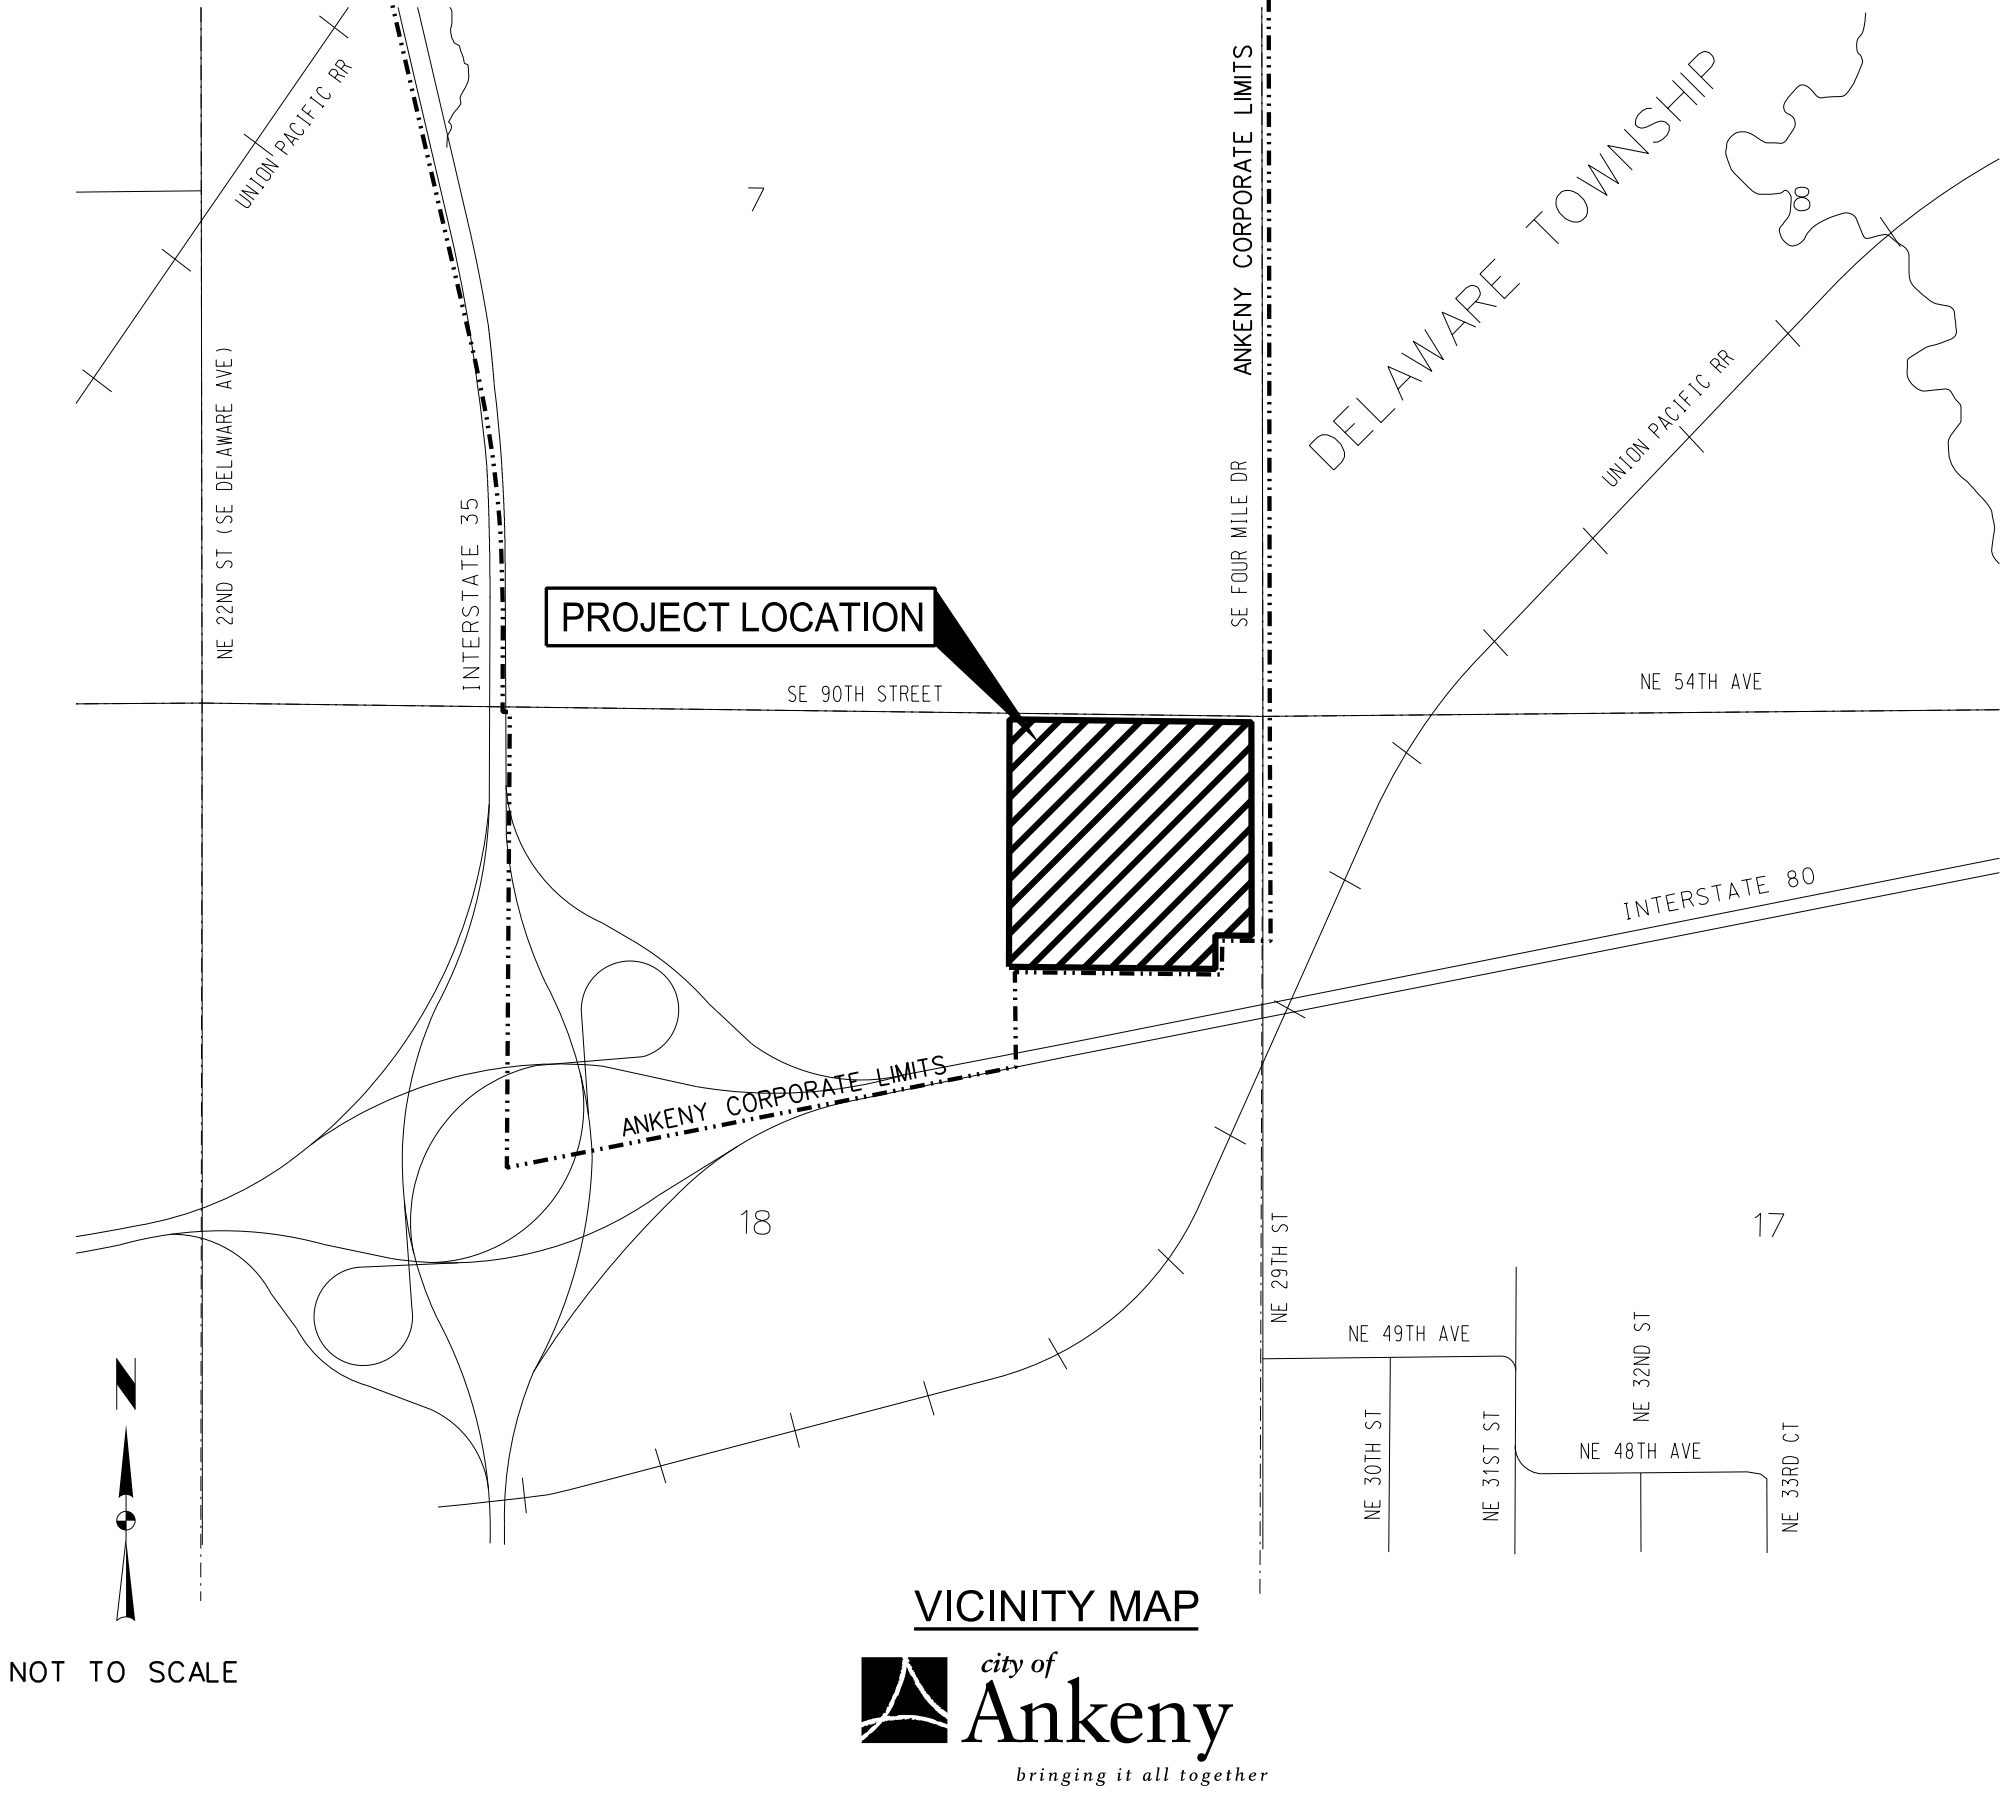 UNION PACIFIC RR
ANKENY CORPORATE LIMITS
DELAWARE TOWNSHIP
7
8
NE 22ND ST (SE DELAWARE AVE)
INTERSTATE 35
SE FOUR MILE DR
UNION PACIFIC RR
PROJECT LOCATION
SE 90TH STREET
NE 54TH AVE
INTERSTATE 80
ANKENY CORPORATE LIMITS
18
17
NE 29TH ST
NE 49TH AVE
NE 32ND ST
NE 30TH ST
NE 31ST ST
NE 48TH AVE
NE 33RD CT
N
VICINITY MAP
NOT TO SCALE
city of
Ankeny
bringing it all together